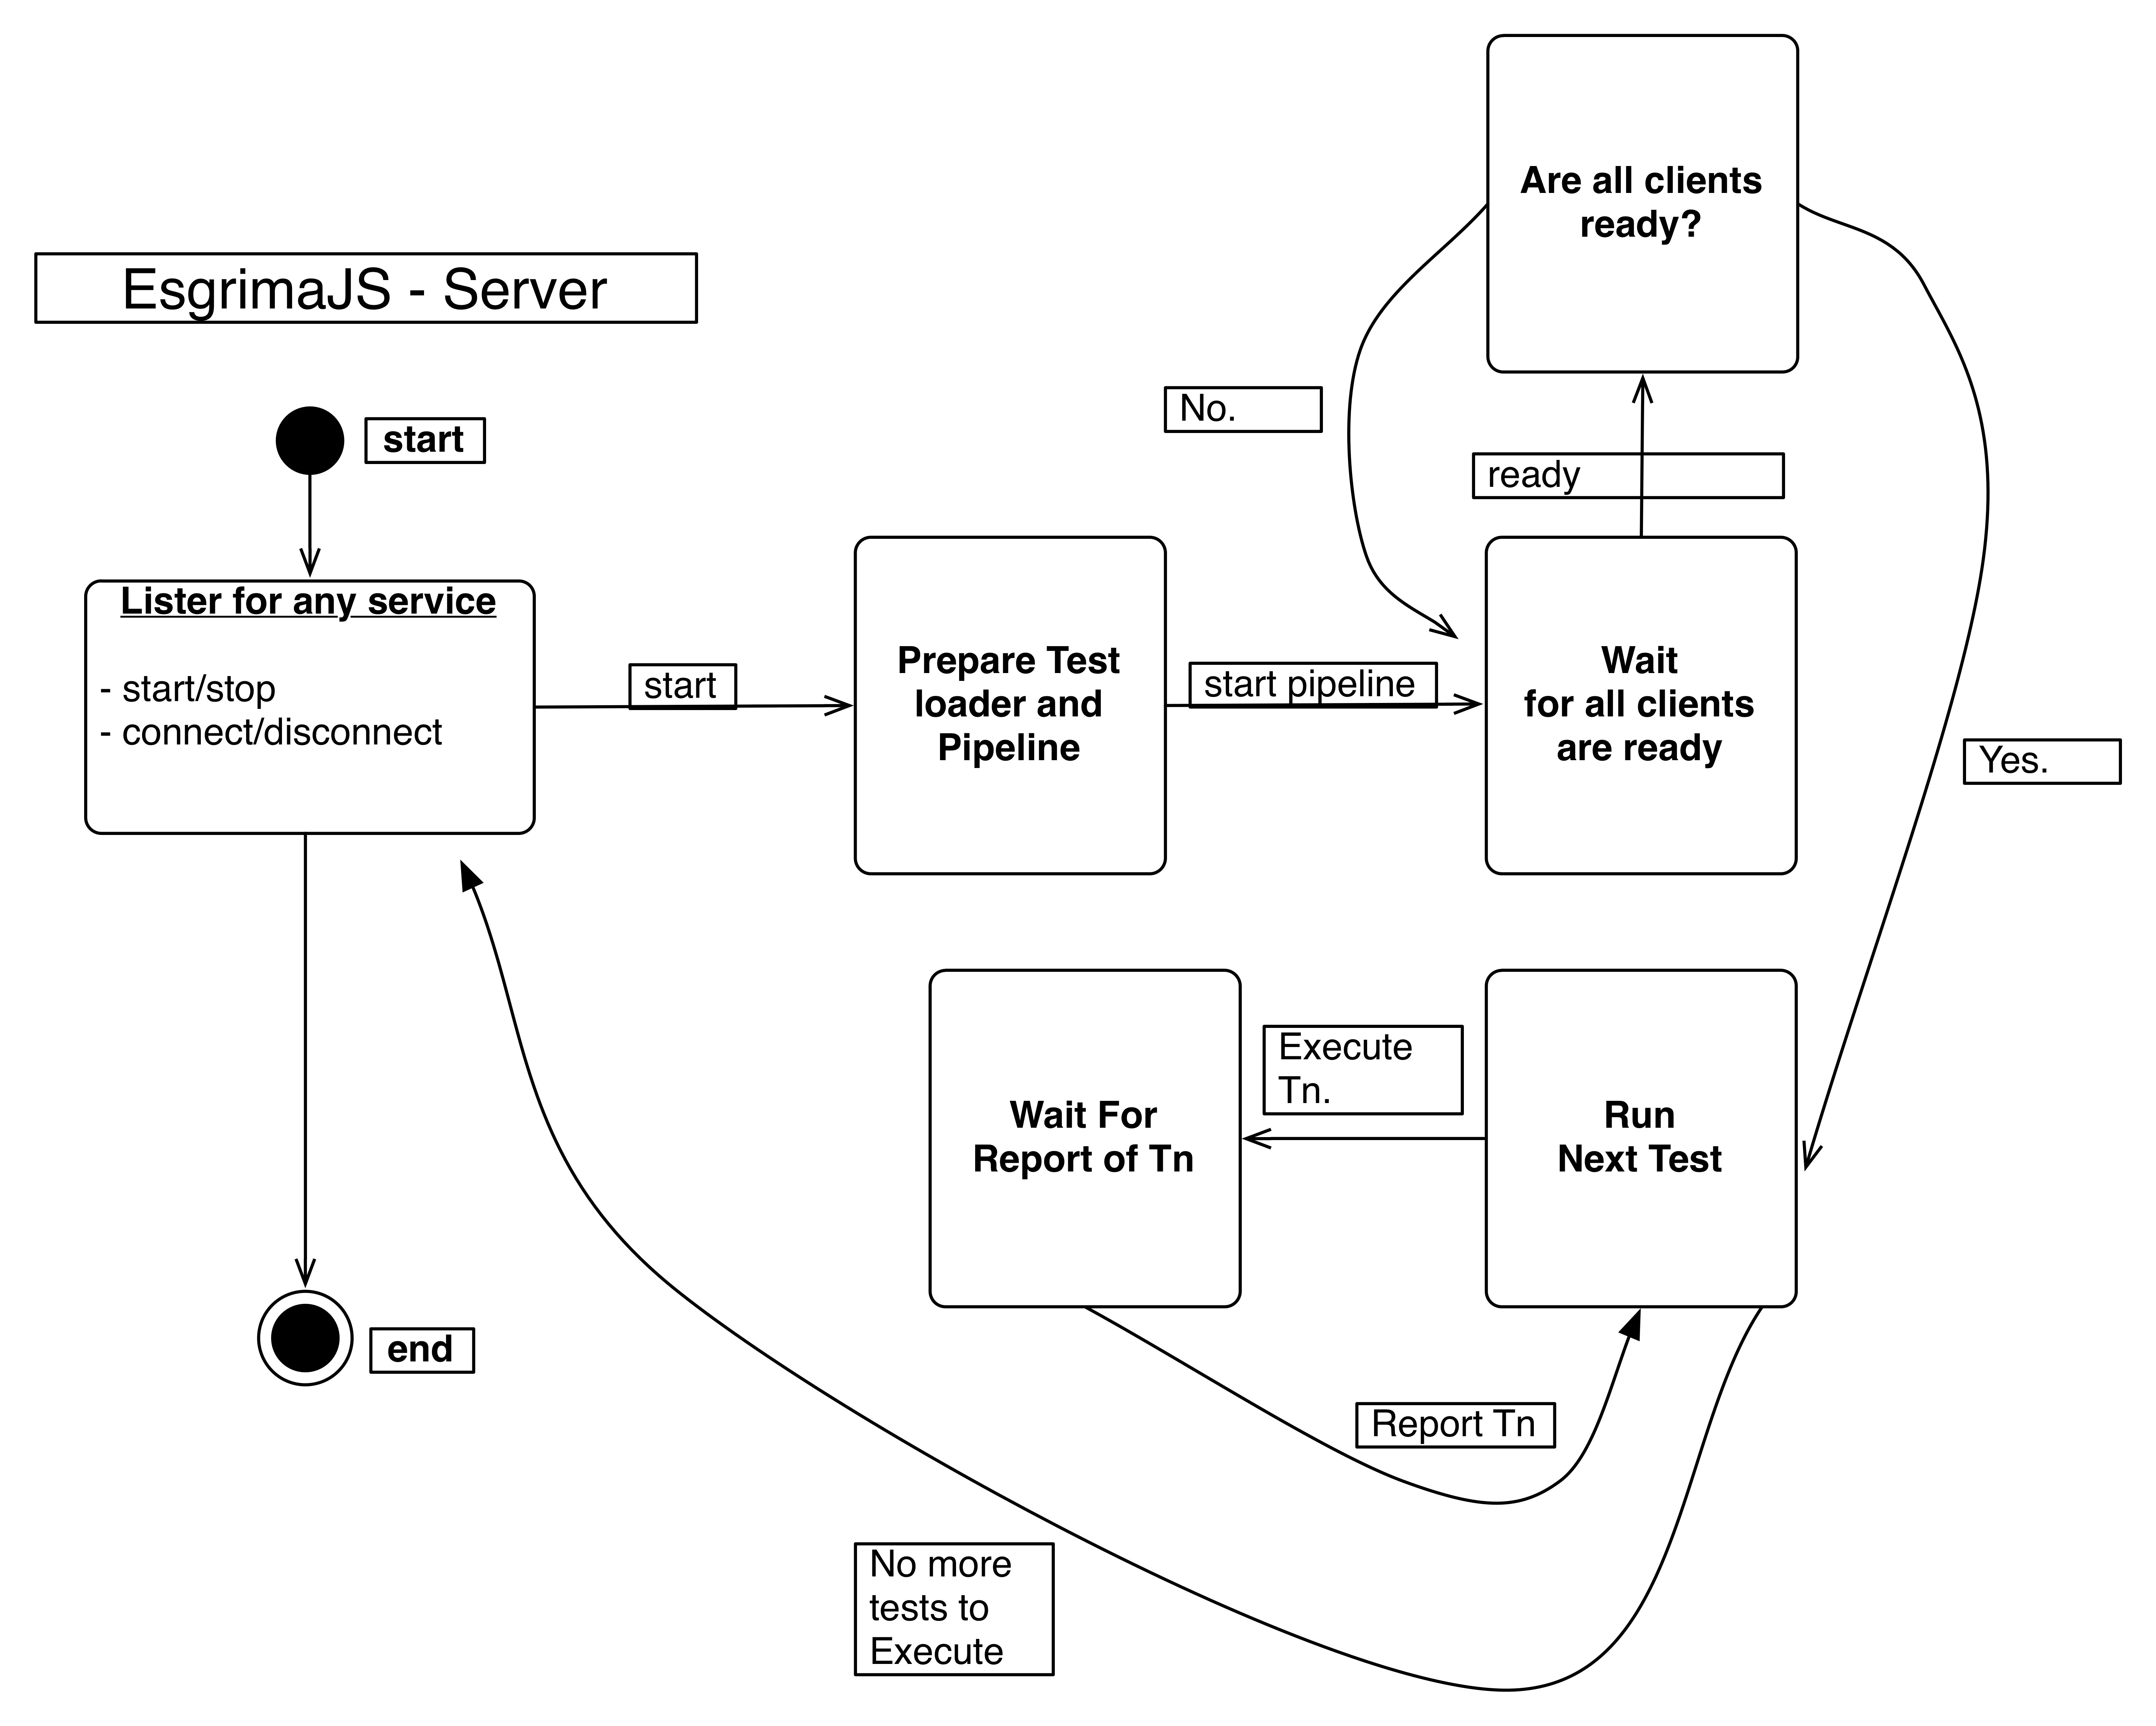 EsgrimaJS - Server
start
Lister for any service
- start/stop
- connect/disconnect
start
Prepare Test
loader and
Pipeline
start pipeline
Wait
for all clients
are ready
ready
Are all clients
ready?
No.
Yes.
Run
Next Test
Execute
Tn.
Wait For
Report of Tn
Report Tn
No more
tests to
Execute
end